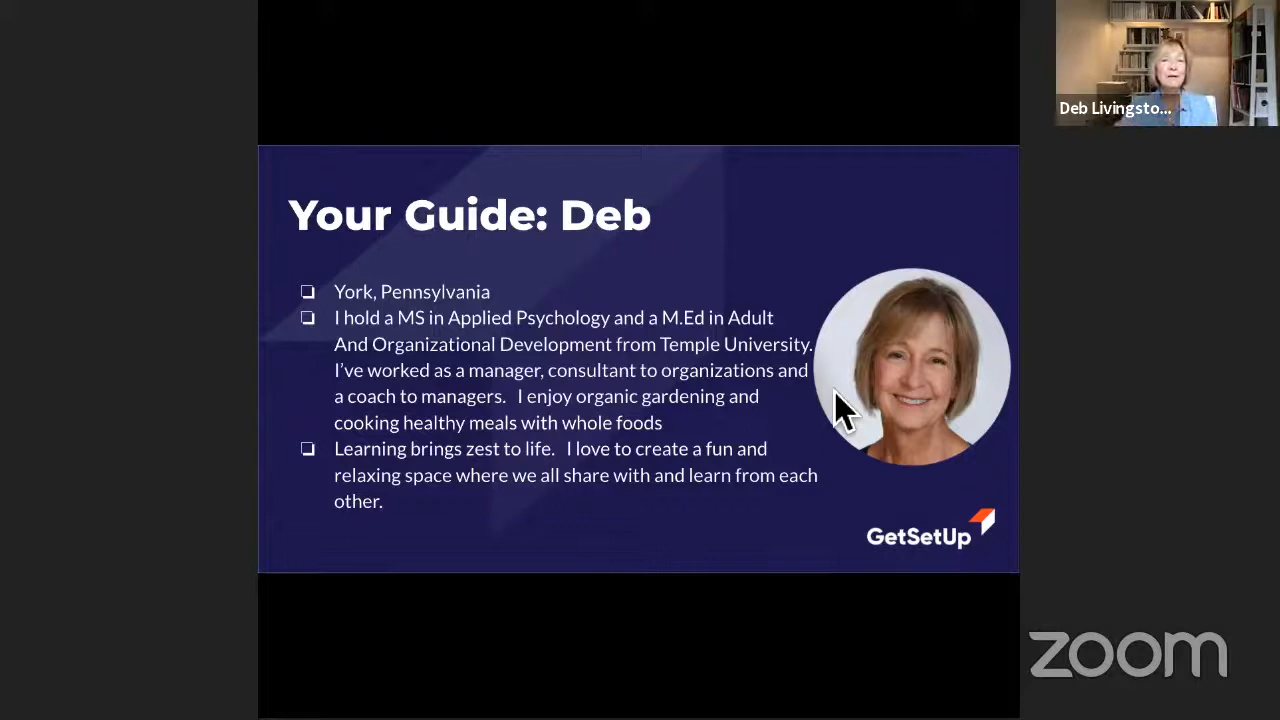 Deb Livingsto...
Your Guide: Deb
❏ York, Pennsylvania
❏ I hold a MS in Applied Psychology and a M.Ed in Adult
And Organizational Development from Temple University.
I've worked as a manager, consultant to organizations and
a coach to managers. I enjoy organic gardening and
cooking healthy meals with whole foods
❏ Learning brings zest to life. I love to create a fun and
relaxing space where we all share with and learn from each
other.
GetSetUp
zoom